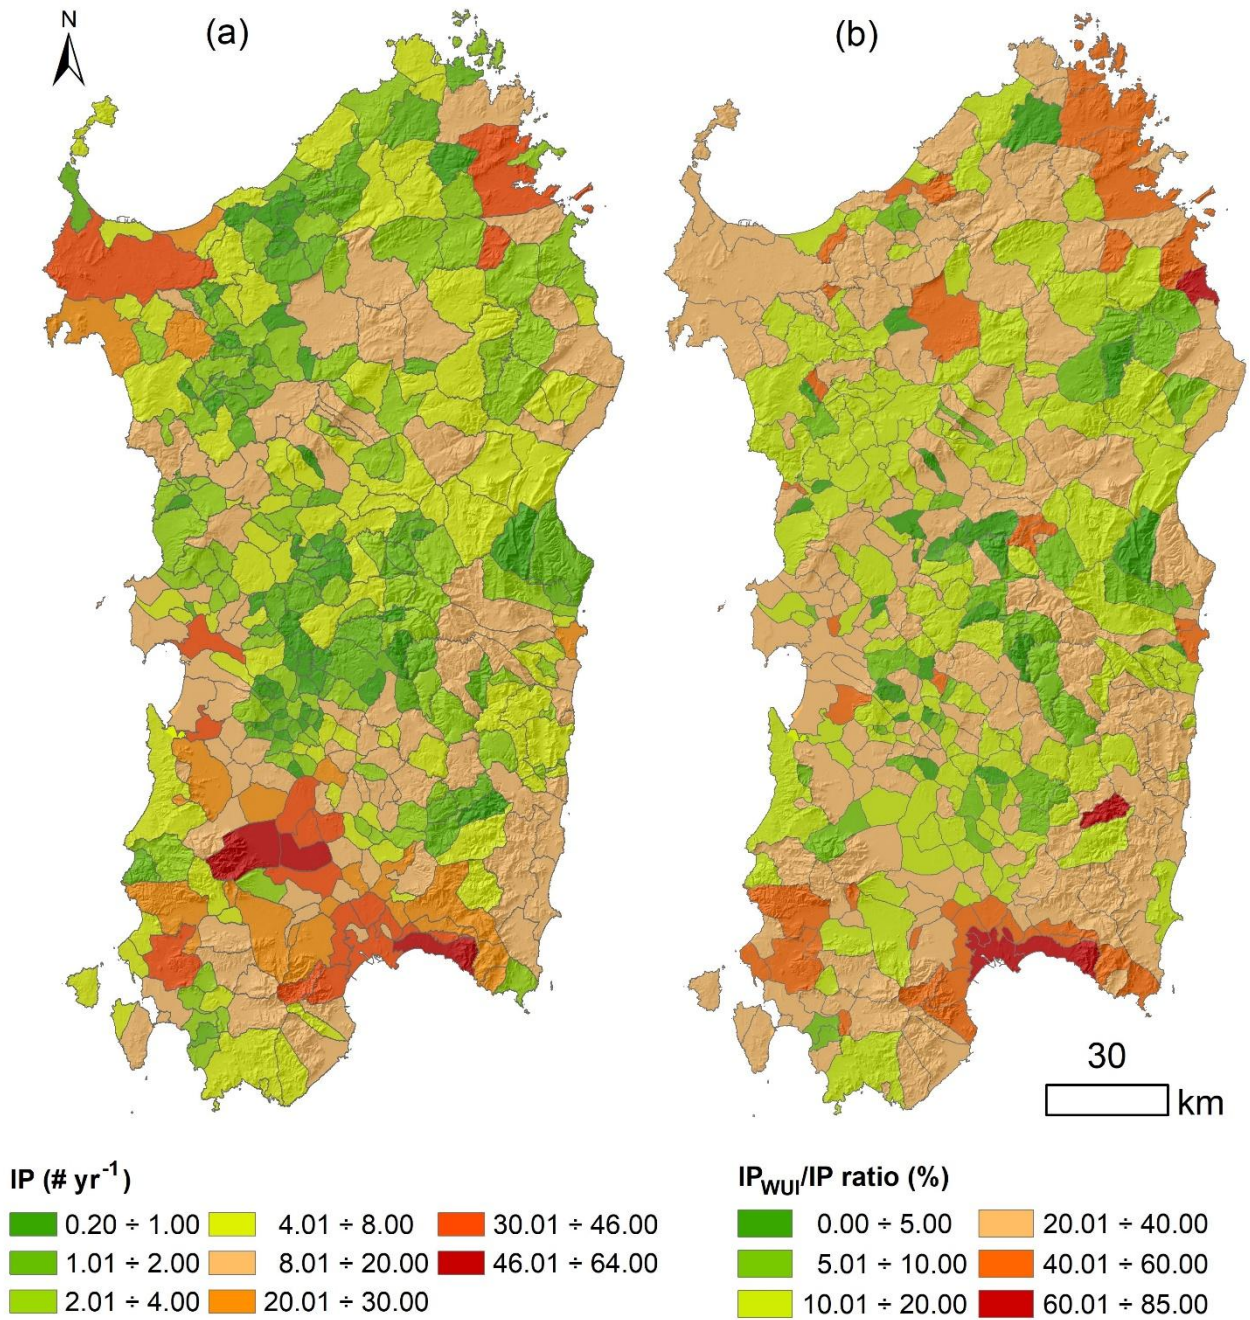 N
(a)
(b)
30
km
IP (# yr⁻¹)
0.20 ÷ 1.00
4.01 ÷ 8.00
30.01 ÷ 46.00
1.01 ÷ 2.00
8.01 ÷ 20.00
46.01 ÷ 64.00
2.01 ÷ 4.00
20.01 ÷ 30.00
IPWUI/IP ratio (%)
0.00 ÷ 5.00
20.01 ÷ 40.00
5.01 ÷ 10.00
40.01 ÷ 60.00
10.01 ÷ 20.00
60.01 ÷ 85.00